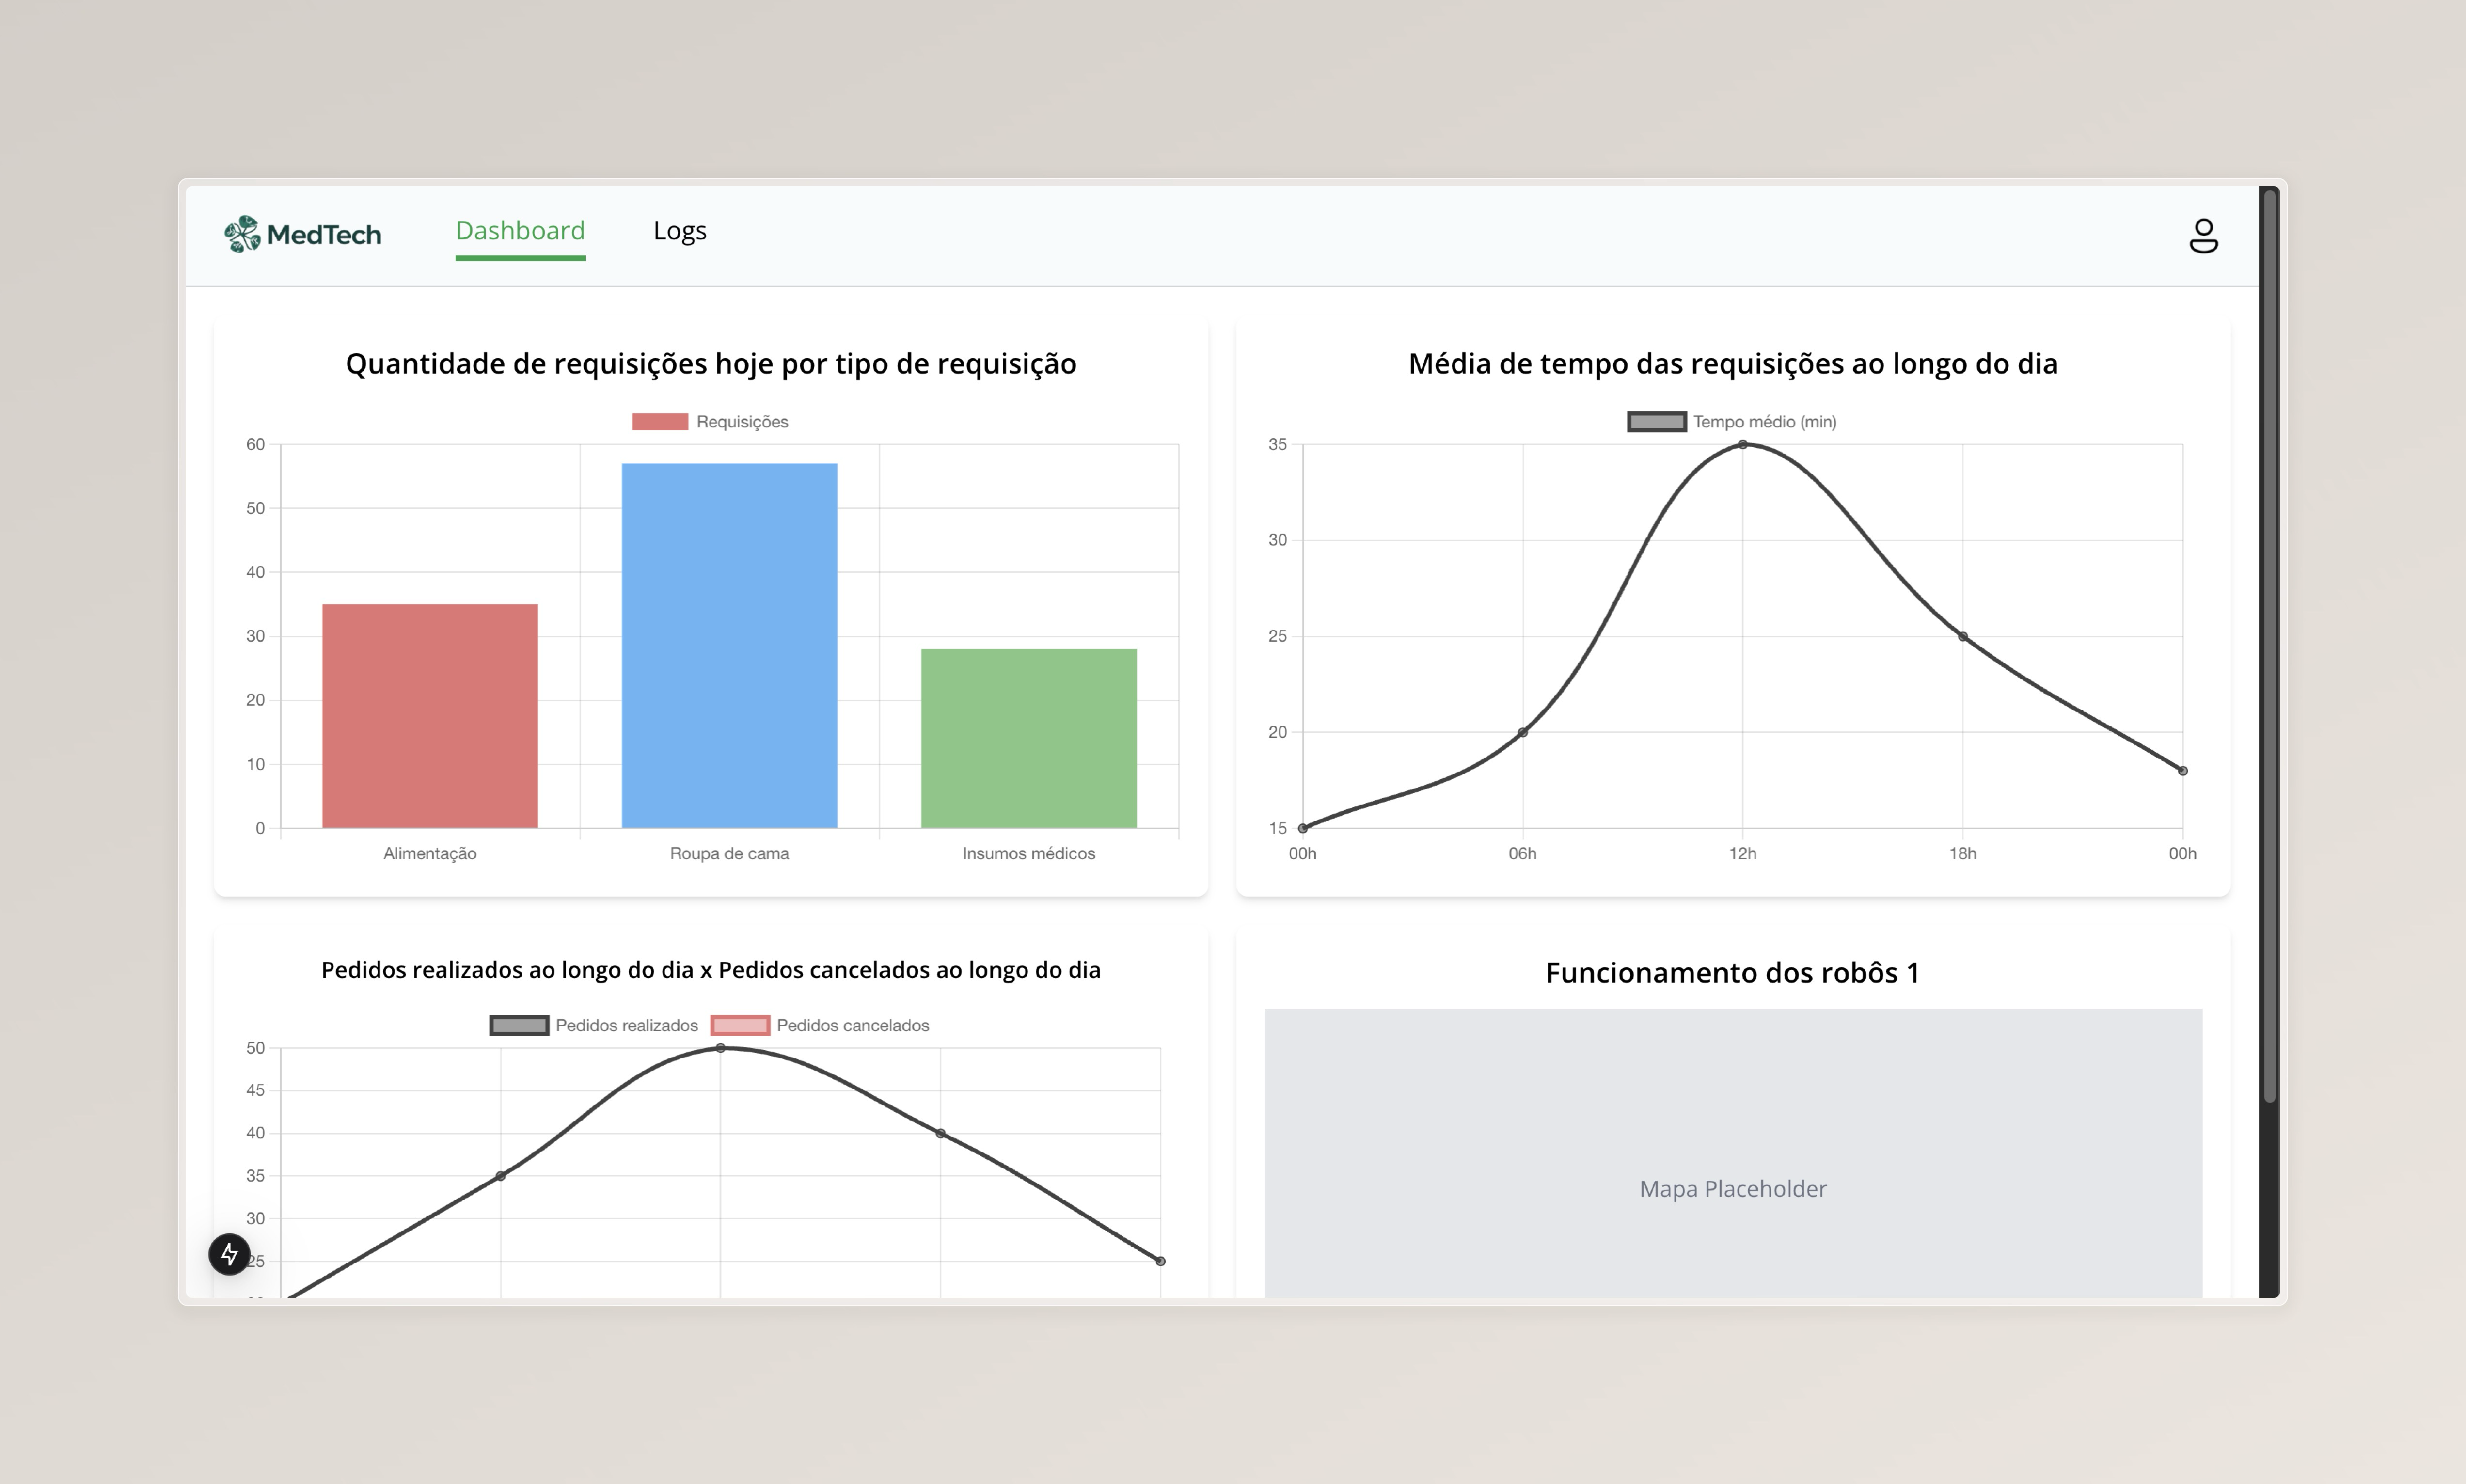 MedTech
Dashboard
Logs
Quantidade de requisições hoje por tipo de requisição
Requisições
60
50
40
30
20
10
0
Alimentação
Roupa de cama
Insumos médicos
Média de tempo das requisições ao longo do dia
Tempo médio (min)
35
30
25
20
15
00h
06h
12h
18h
00h
Pedidos realizados ao longo do dia x Pedidos cancelados ao longo do dia
Pedidos realizados
Pedidos cancelados
50
45
40
35
30
25
Funcionamento dos robôs 1
Mapa Placeholder